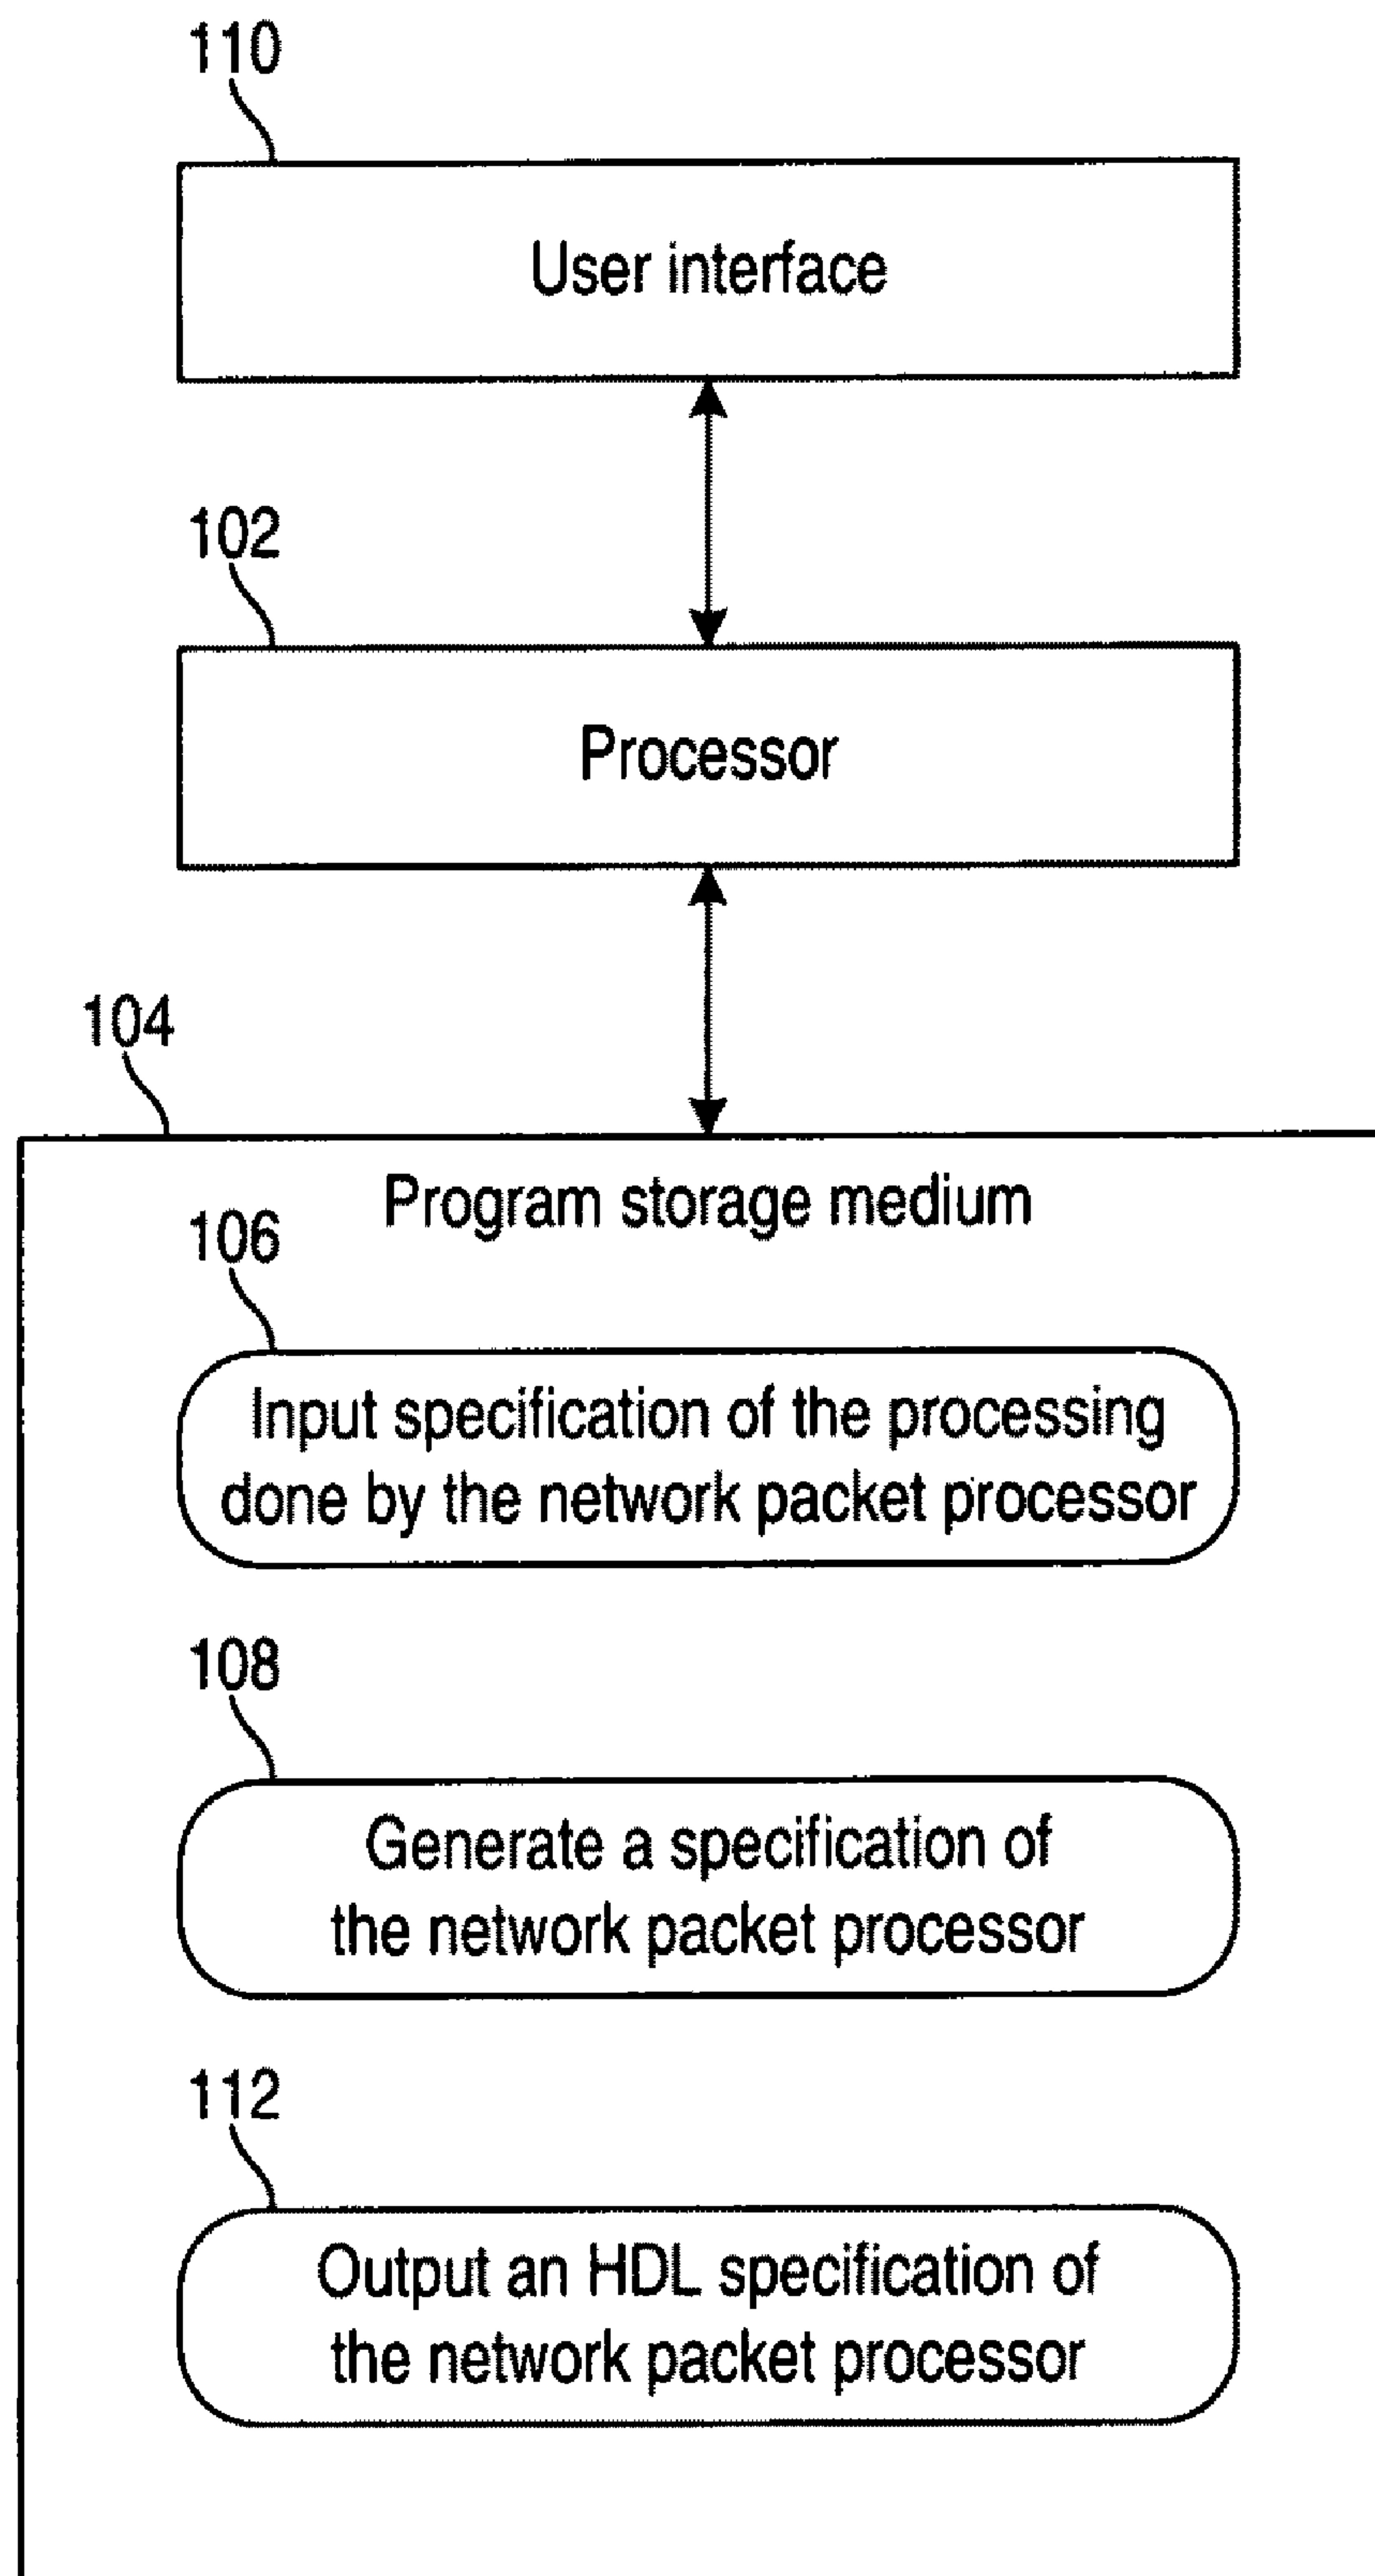 110
User interface
102
Processor
104
Program storage medium
106
Input specification of the processing
done by the network packet processor
108
Generate a specification of
the network packet processor
112
Output an HDL specification of
the network packet processor